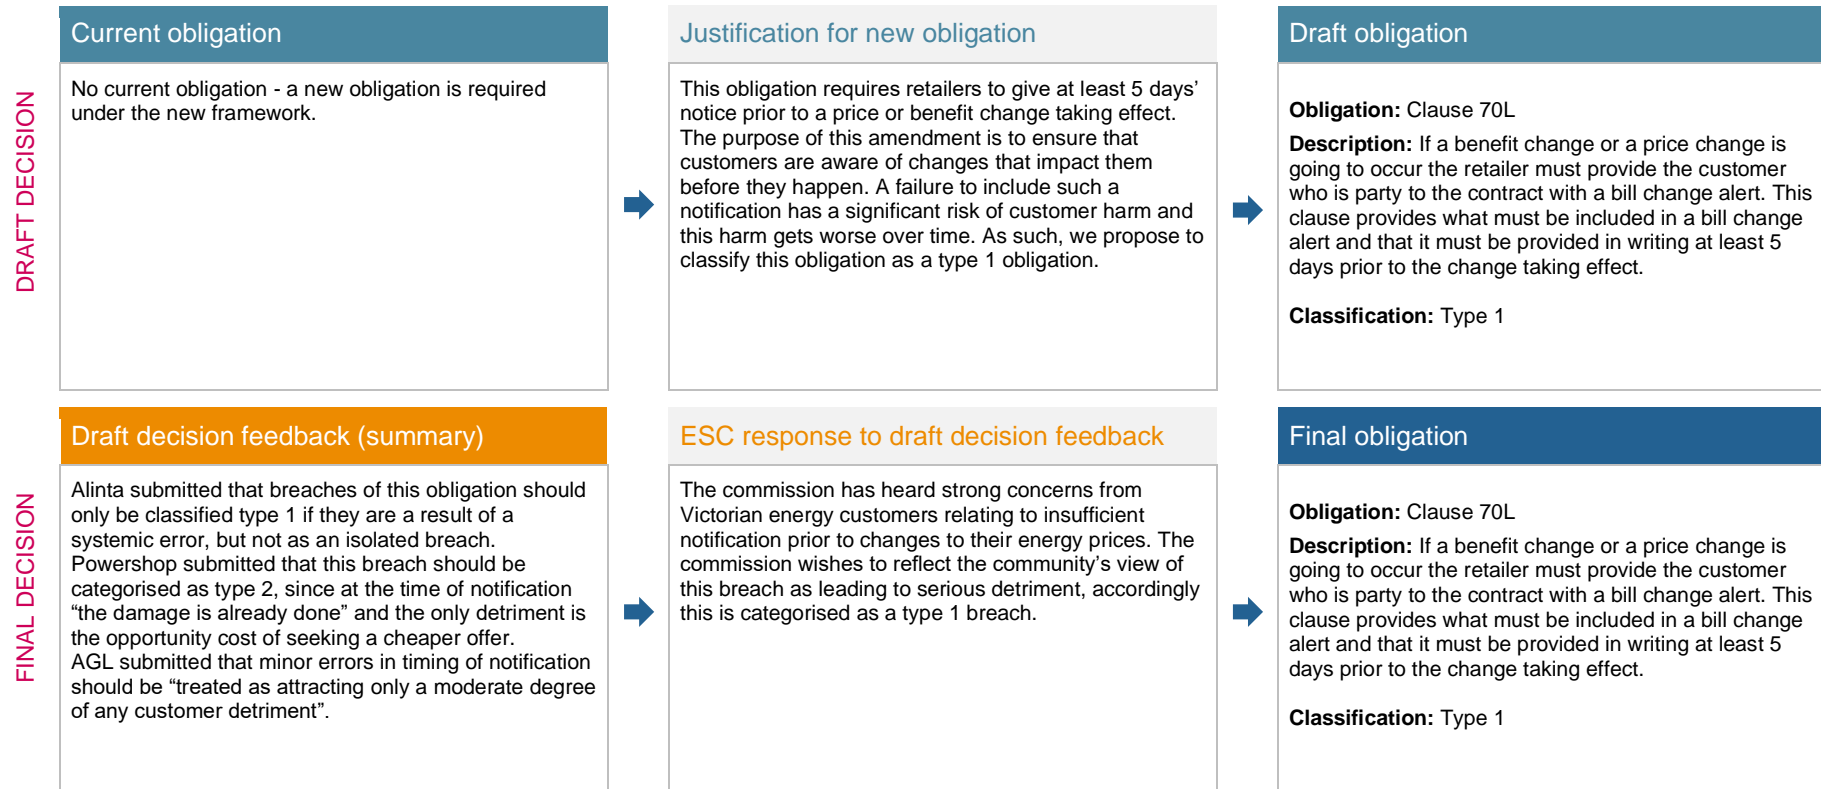 DRAFT DECISION
Current obligation
No current obligation - a new obligation is required
under the new framework.
Justification for new obligation
This obligation requires retailers to give at least 5 days’
notice prior to a price or benefit change taking effect.
The purpose of this amendment is to ensure that
customers are aware of changes that impact them
before they happen. A failure to include such a
notification has a significant risk of customer harm and
this harm gets worse over time. As such, we propose to
classify this obligation as a type 1 obligation.
Draft obligation
Obligation: Clause 70L
Description: If a benefit change or a price change is
going to occur the retailer must provide the customer
who is party to the contract with a bill change alert. This
clause provides what must be included in a bill change
alert and that it must be provided in writing at least 5
days prior to the change taking effect.
Classification: Type 1
FINAL DECISION
Draft decision feedback (summary)
Alinta submitted that breaches of this obligation should
only be classified type 1 if they are a result of a
systemic error, but not as an isolated breach.
Powershop submitted that this breach should be
categorised as type 2, since at the time of notification
“the damage is already done” and the only detriment is
the opportunity cost of seeking a cheaper offer.
AGL submitted that minor errors in timing of notification
should be “treated as attracting only a moderate degree
of any customer detriment”.
ESC response to draft decision feedback
The commission has heard strong concerns from
Victorian energy customers relating to insufficient
notification prior to changes to their energy prices. The
commission wishes to reflect the community’s view of
this breach as leading to serious detriment, accordingly
this is categorised as a type 1 breach.
Final obligation
Obligation: Clause 70L
Description: If a benefit change or a price change is
going to occur the retailer must provide the customer
who is party to the contract with a bill change alert. This
clause provides what must be included in a bill change
alert and that it must be provided in writing at least 5
days prior to the change taking effect.
Classification: Type 1